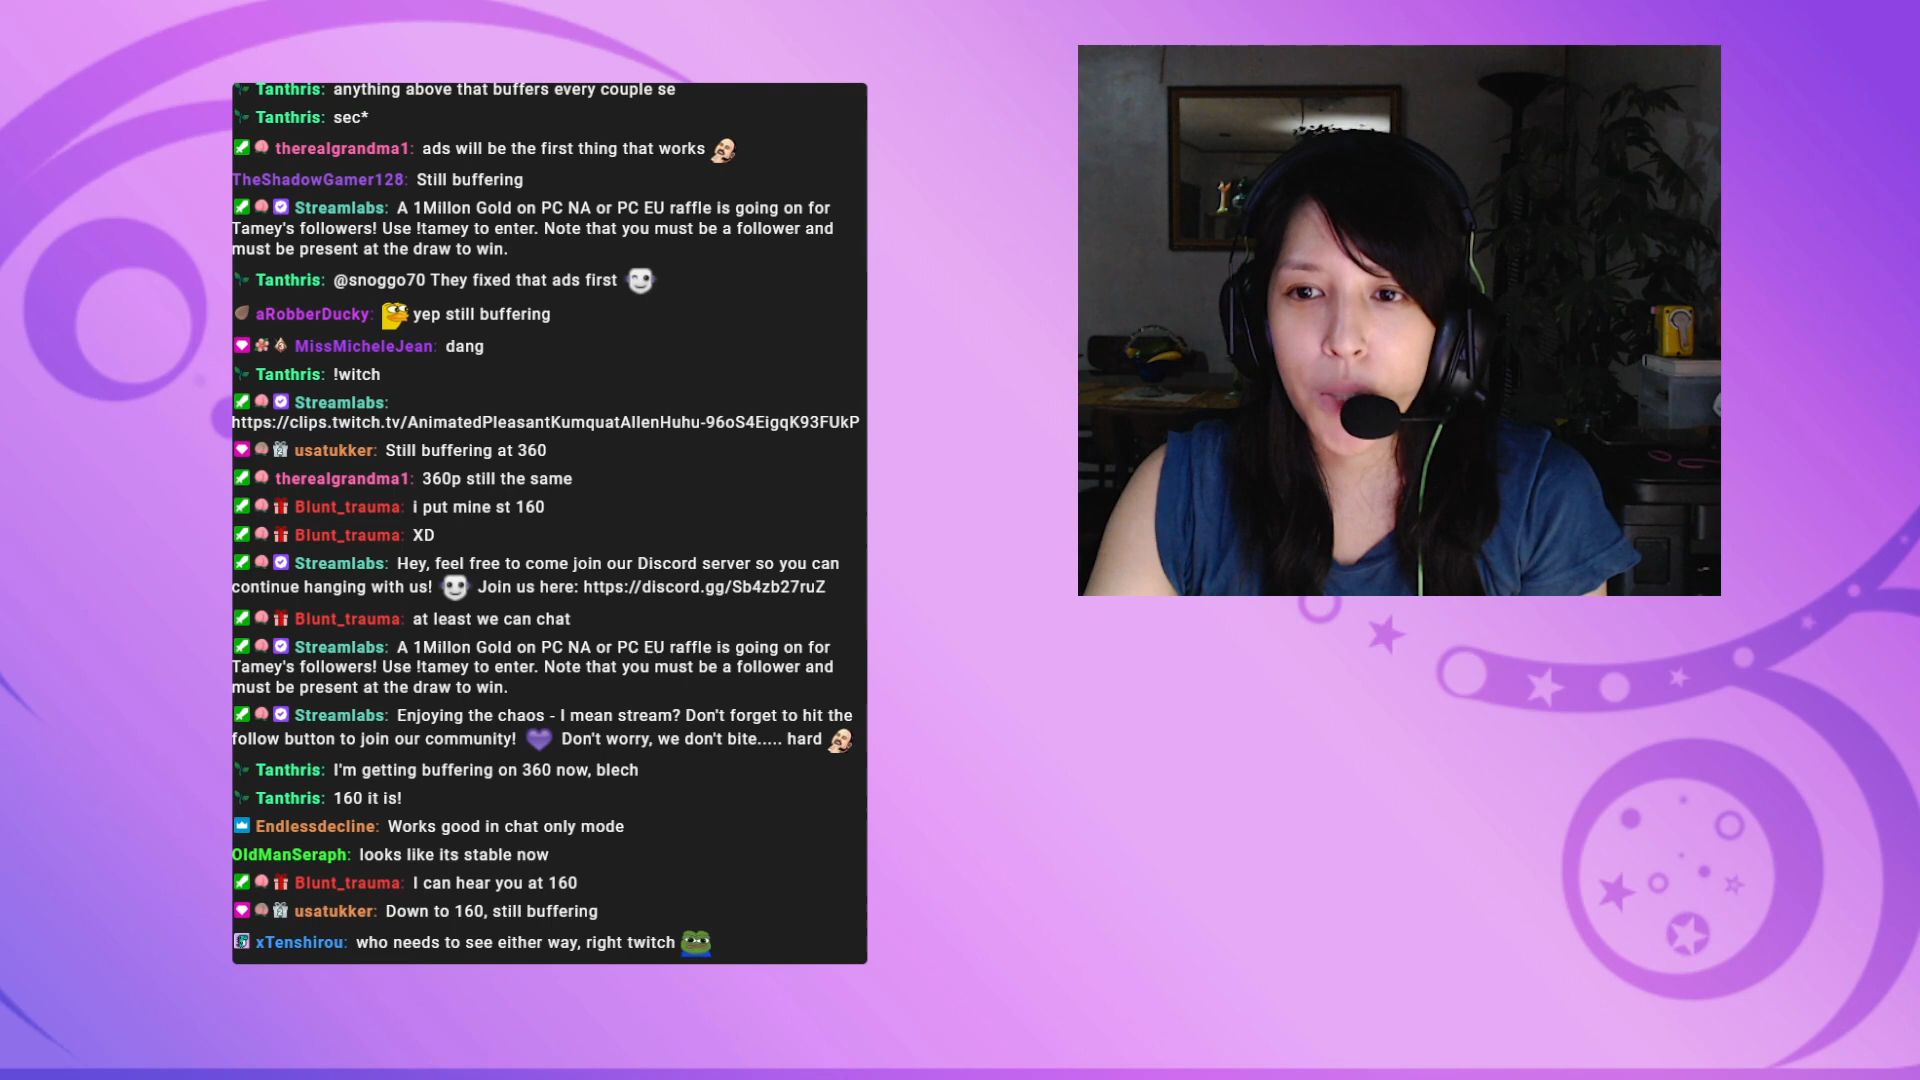 Tanthris: anything above that buffers every couple se
Tanthris: sec*
therealgrandma1: ads will be the first thing that works
TheShadowGamer128: Still buffering
Streamlabs: A 1Millon Gold on PC NA or PC EU raffle is going on for
Tamey's followers! Use !tamey to enter. Note that you must be a follower and
must be present at the draw to win.
Tanthris: @snoggo70 They fixed that ads first
aRobberDucky: yep still buffering
MissMicheleJean: dang
Tanthris: !witch
Streamlabs:
https://clips.twitch.tv/AnimatedPleasantKumquatAllenHuhu-96oS4EigqK93FUkP
usatukker: Still buffering at 360
therealgrandma1: 360p still the same
Blunt_trauma: i put mine st 160
Blunt_trauma: XD
Streamlabs: Hey, feel free to come join our Discord server so you can
continue hanging with us! Join us here: https://discord.gg/Sb4zb27ruZ
Blunt_trauma: at least we can chat
Streamlabs: A 1Millon Gold on PC NA or PC EU raffle is going on for
Tamey's followers! Use !tamey to enter. Note that you must be a follower and
must be present at the draw to win.
Streamlabs: Enjoying the chaos - I mean stream? Don't forget to hit the
follow button to join our community! Don't worry, we don't bite..... hard
Tanthris: I'm getting buffering on 360 now, blech
Tanthris: 160 it is!
Endlessdecline: Works good in chat only mode
OldManSeraph: looks like its stable now
Blunt_trauma: I can hear you at 160
usatukker: Down to 160, still buffering
xTenshirou: who needs to see either way, right twitch